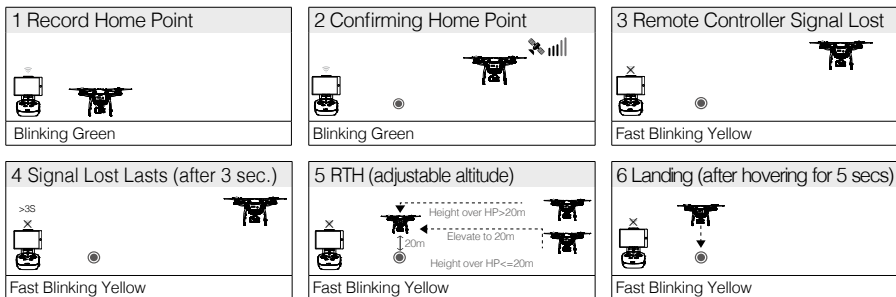 1 Record Home Point
Blinking Green
2 Confirming Home Point
Blinking Green
3 Remote Controller Signal Lost
Fast Blinking Yellow
4 Signal Lost Lasts (after 3 sec.)
>3S
Fast Blinking Yellow
5 RTH (adjustable altitude)
Height over HP>20m
Elevate to 20m
20m
Height over HP<=20m
Fast Blinking Yellow
6 Landing (after hovering for 5 secs)
Fast Blinking Yellow